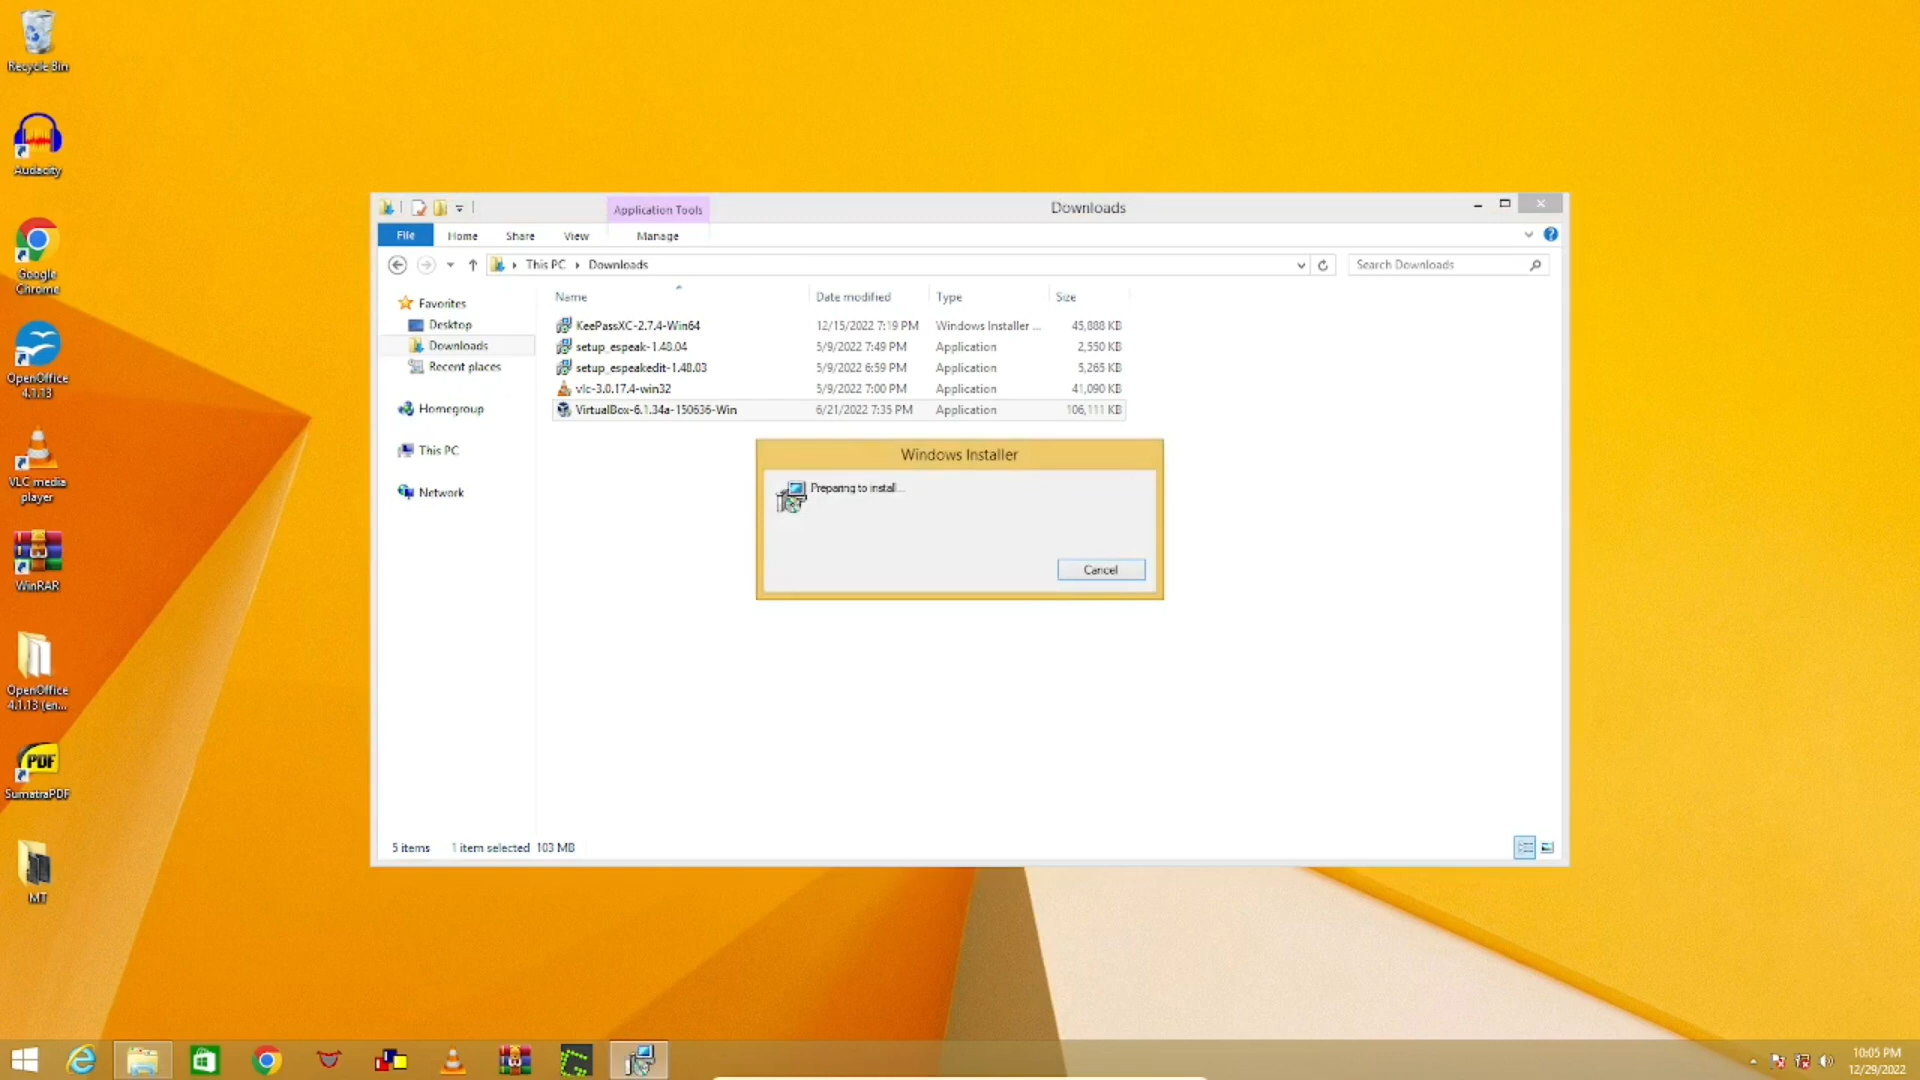 Recycle Bin
Audacity
Google
Chrome
OpenOffice
4.1.13
VLC media
player
WinRAR
OpenOffice
4.1.13 (en...
SumatraPDF
MT
Application Tools
Downloads
File
Home
Share
View
Manage
This PC
Downloads
Search Downloads
Favorites
Desktop
Downloads
Recent places
Homegroup
This PC
Network
Name Date modified Type Size
KeePassXC-2.7.4-Win64 12/15/2022 7:19 PM Windows Installer ... 45,888 KB
setup_espeak-1.48.04 5/9/2022 7:49 PM Application 2,550 KB
setup_espeakedit-1.48.03 5/9/2022 6:59 PM Application 5,265 KB
vlc-3.0.17.4-win32 5/9/2022 7:00 PM Application 41,090 KB
VirtualBox-6.1.34a-150636-Win 6/21/2022 7:35 PM Application 106,111 KB
Windows Installer
Preparing to install...
Cancel
5 items 1 item selected 103 MB
10:05 PM
12/29/2022